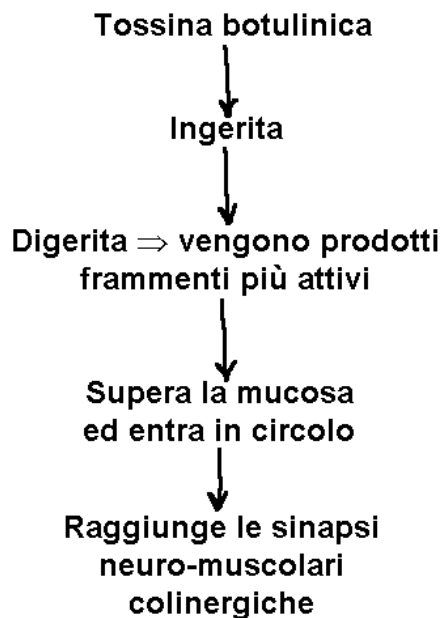 Tossina botulinica
Ingerita
Digerita ⇒ vengono prodotti
frammenti più attivi
Supera la mucosa
ed entra in circolo
Raggiunge le sinapsi
neuro-muscolari
colinergiche